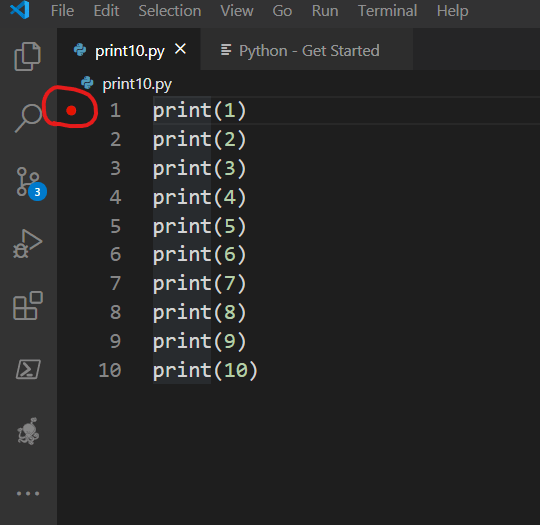 File Edit Selection View Go Run Terminal Help
print10.py Python - Get Started
print10.py
1 print(1)
2 print(2)
3 print(3)
3
4 print(4)
5 print(5)
6 print(6)
7 print(7)
8 print(8)
9 print(9)
10 print(10)